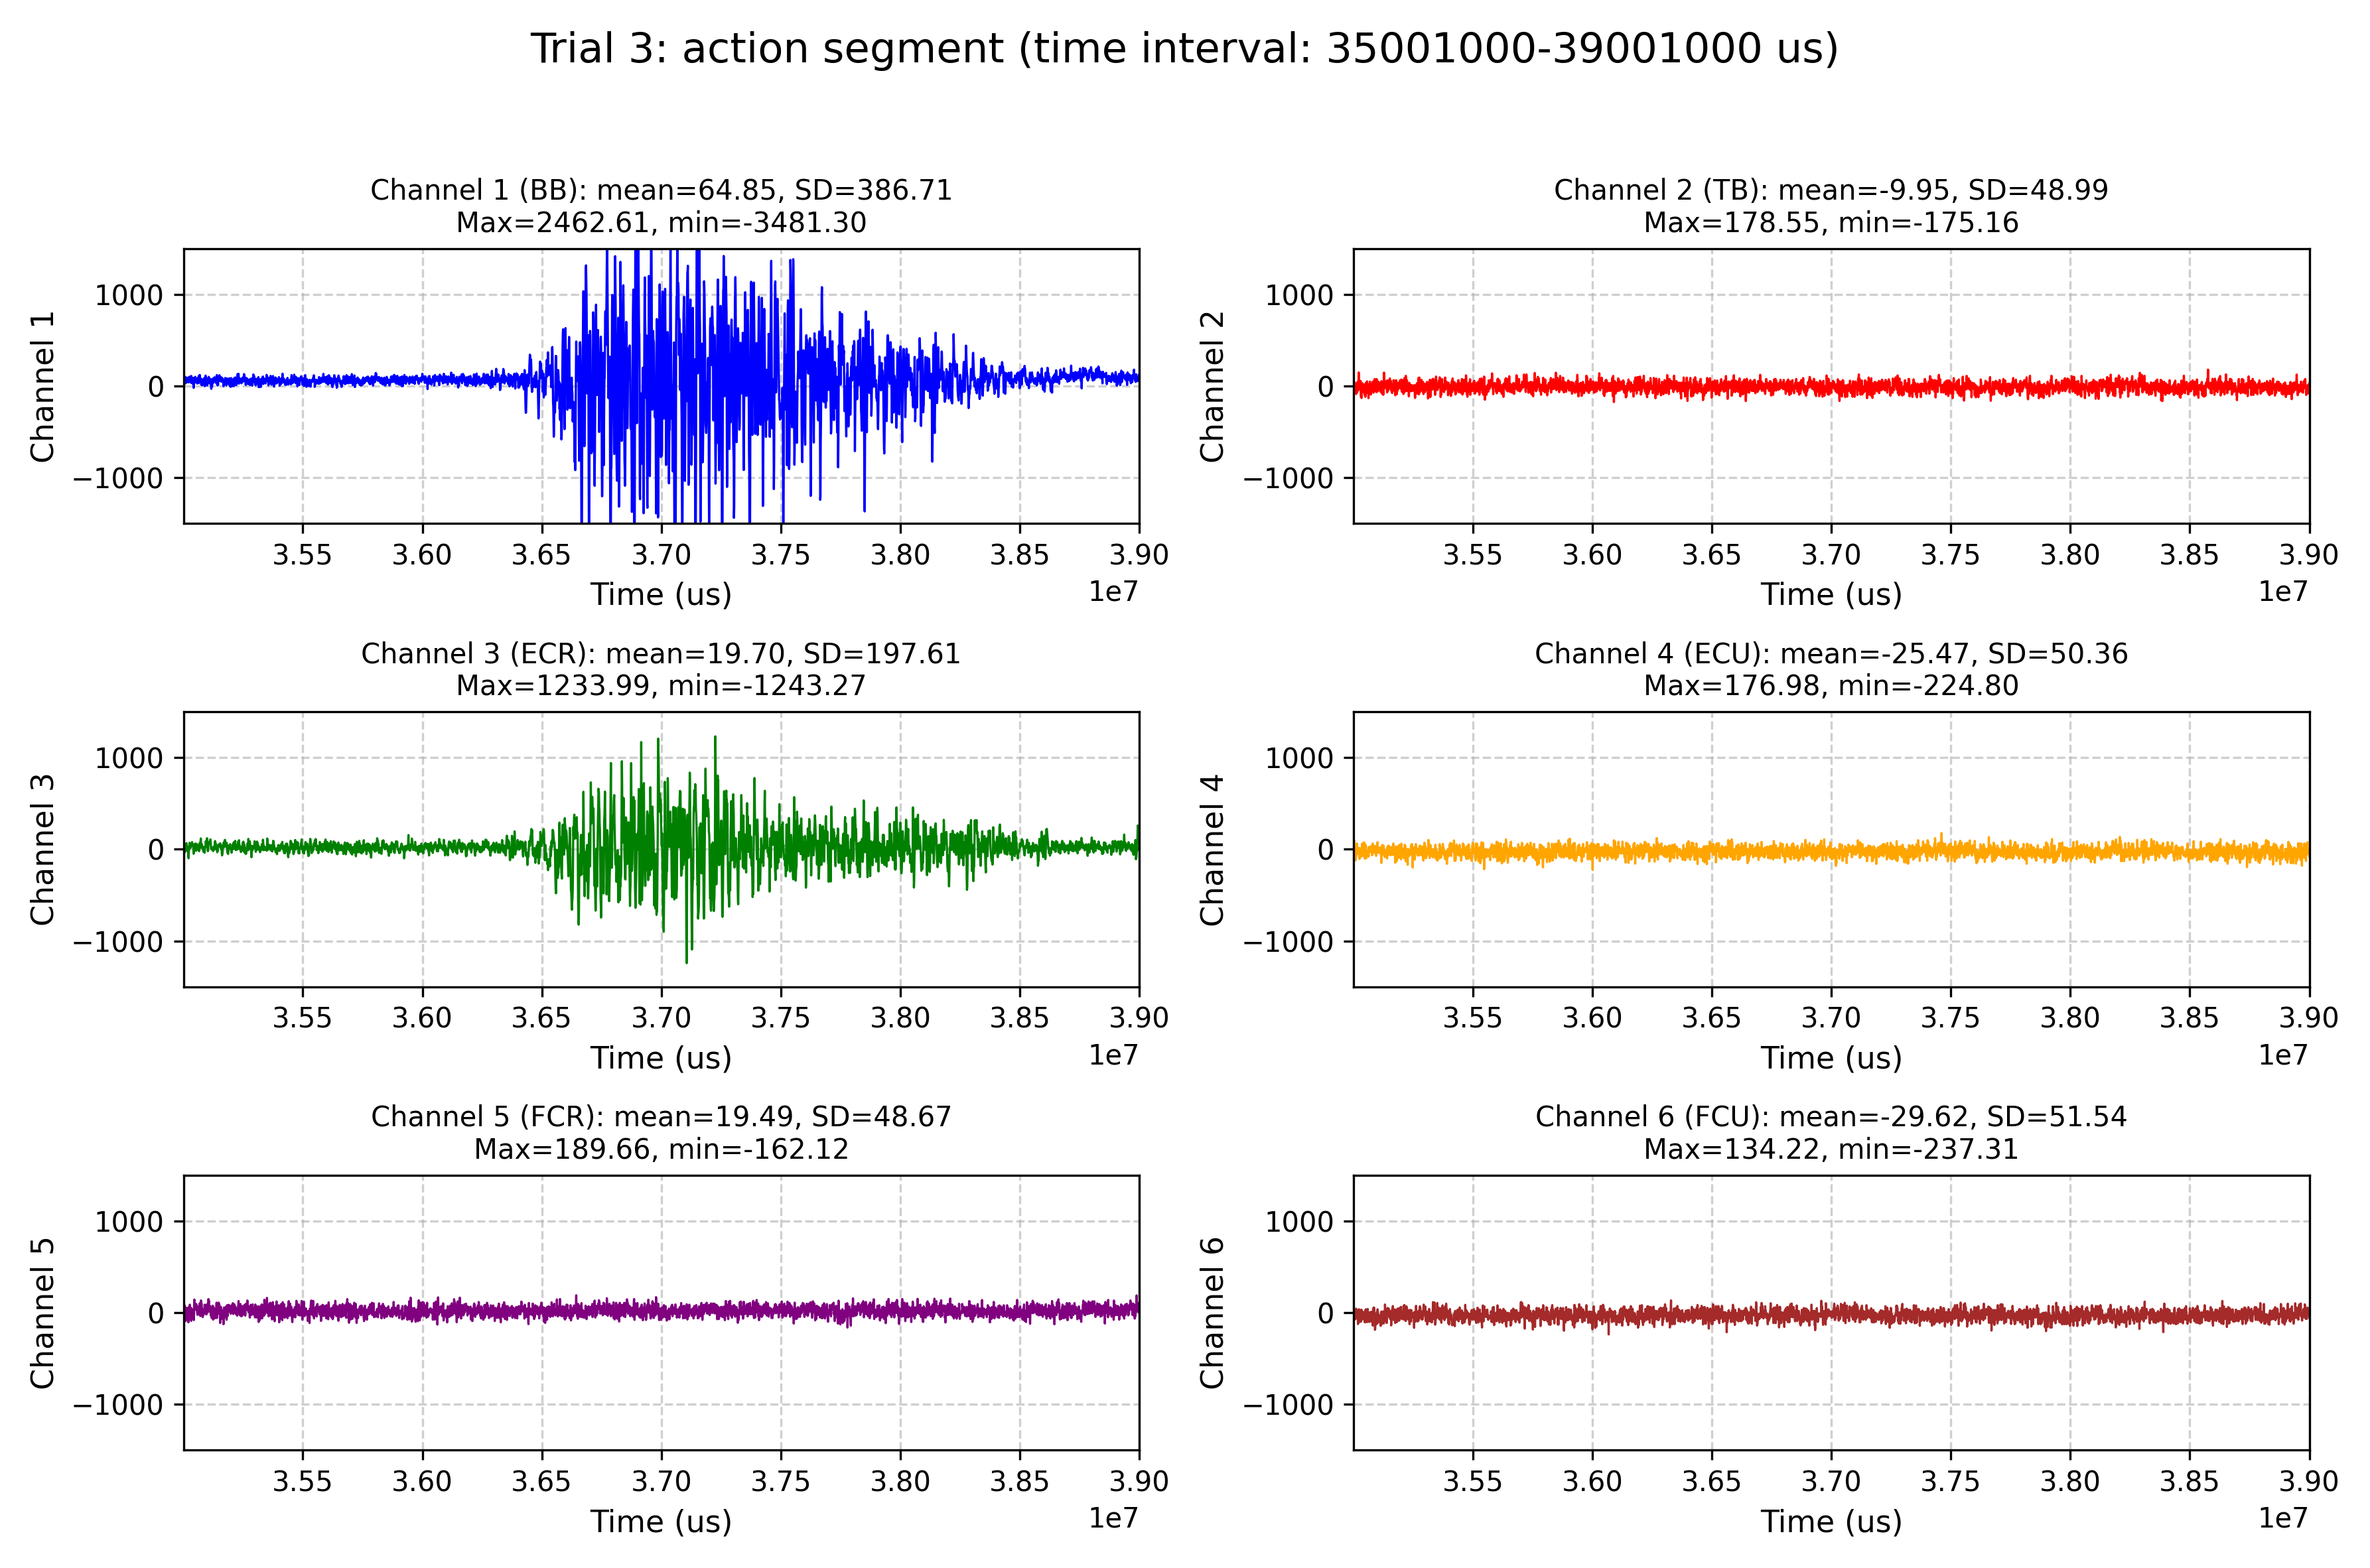 Trial 3: action segment (time interval: 35001000-39001000 us)
Channel 1 (BB): mean=64.85, SD=386.71
Max=2462.61, min=-3481.30
Channel 1
1000
0
−1000
3.55 3.60 3.65 3.70 3.75 3.80 3.85 3.90
1e7
Time (us)
Channel 2 (TB): mean=-9.95, SD=48.99
Max=178.55, min=-175.16
Channel 2
1000
0
−1000
3.55 3.60 3.65 3.70 3.75 3.80 3.85 3.90
1e7
Time (us)
Channel 3 (ECR): mean=19.70, SD=197.61
Max=1233.99, min=-1243.27
Channel 3
1000
0
−1000
3.55 3.60 3.65 3.70 3.75 3.80 3.85 3.90
1e7
Time (us)
Channel 4 (ECU): mean=-25.47, SD=50.36
Max=176.98, min=-224.80
Channel 4
1000
0
−1000
3.55 3.60 3.65 3.70 3.75 3.80 3.85 3.90
1e7
Time (us)
Channel 5 (FCR): mean=19.49, SD=48.67
Max=189.66, min=-162.12
Channel 5
1000
0
−1000
3.55 3.60 3.65 3.70 3.75 3.80 3.85 3.90
1e7
Time (us)
Channel 6 (FCU): mean=-29.62, SD=51.54
Max=134.22, min=-237.31
Channel 6
1000
0
−1000
3.55 3.60 3.65 3.70 3.75 3.80 3.85 3.90
1e7
Time (us)